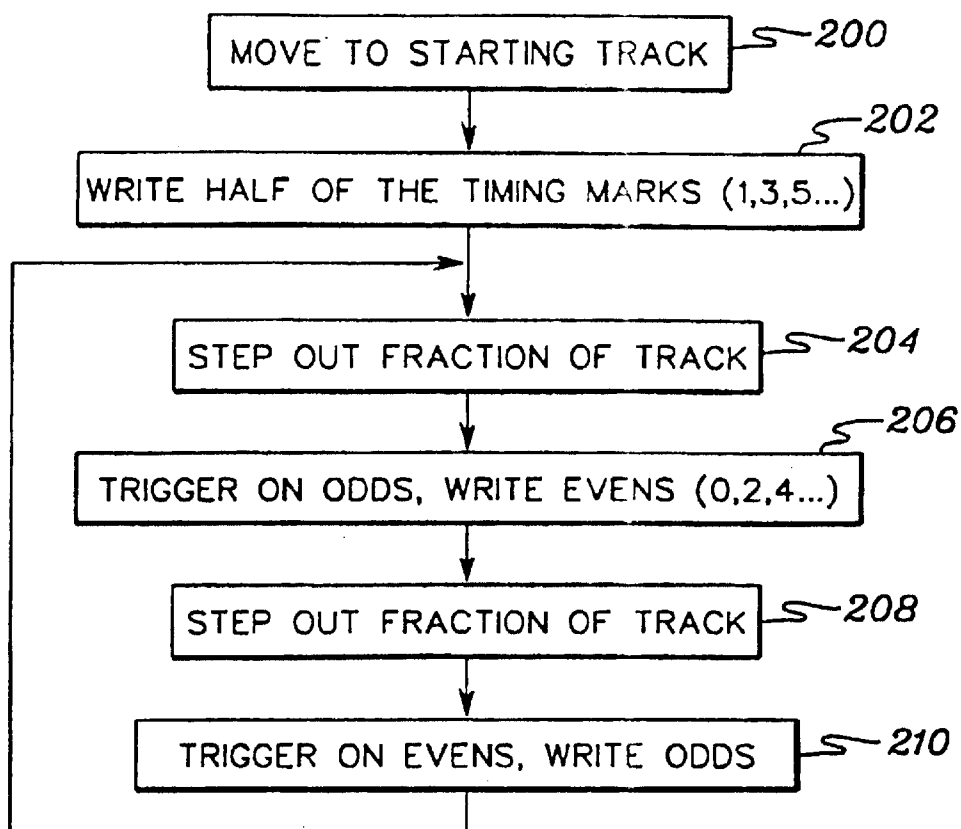 MOVE TO STARTING TRACK
200
202
WRITE HALF OF THE TIMING MARKS (1,3,5...)
STEP OUT FRACTION OF TRACK
204
206
TRIGGER ON ODDS, WRITE EVENS (0,2,4...)
STEP OUT FRACTION OF TRACK
208
TRIGGER ON EVENS, WRITE ODDS
210